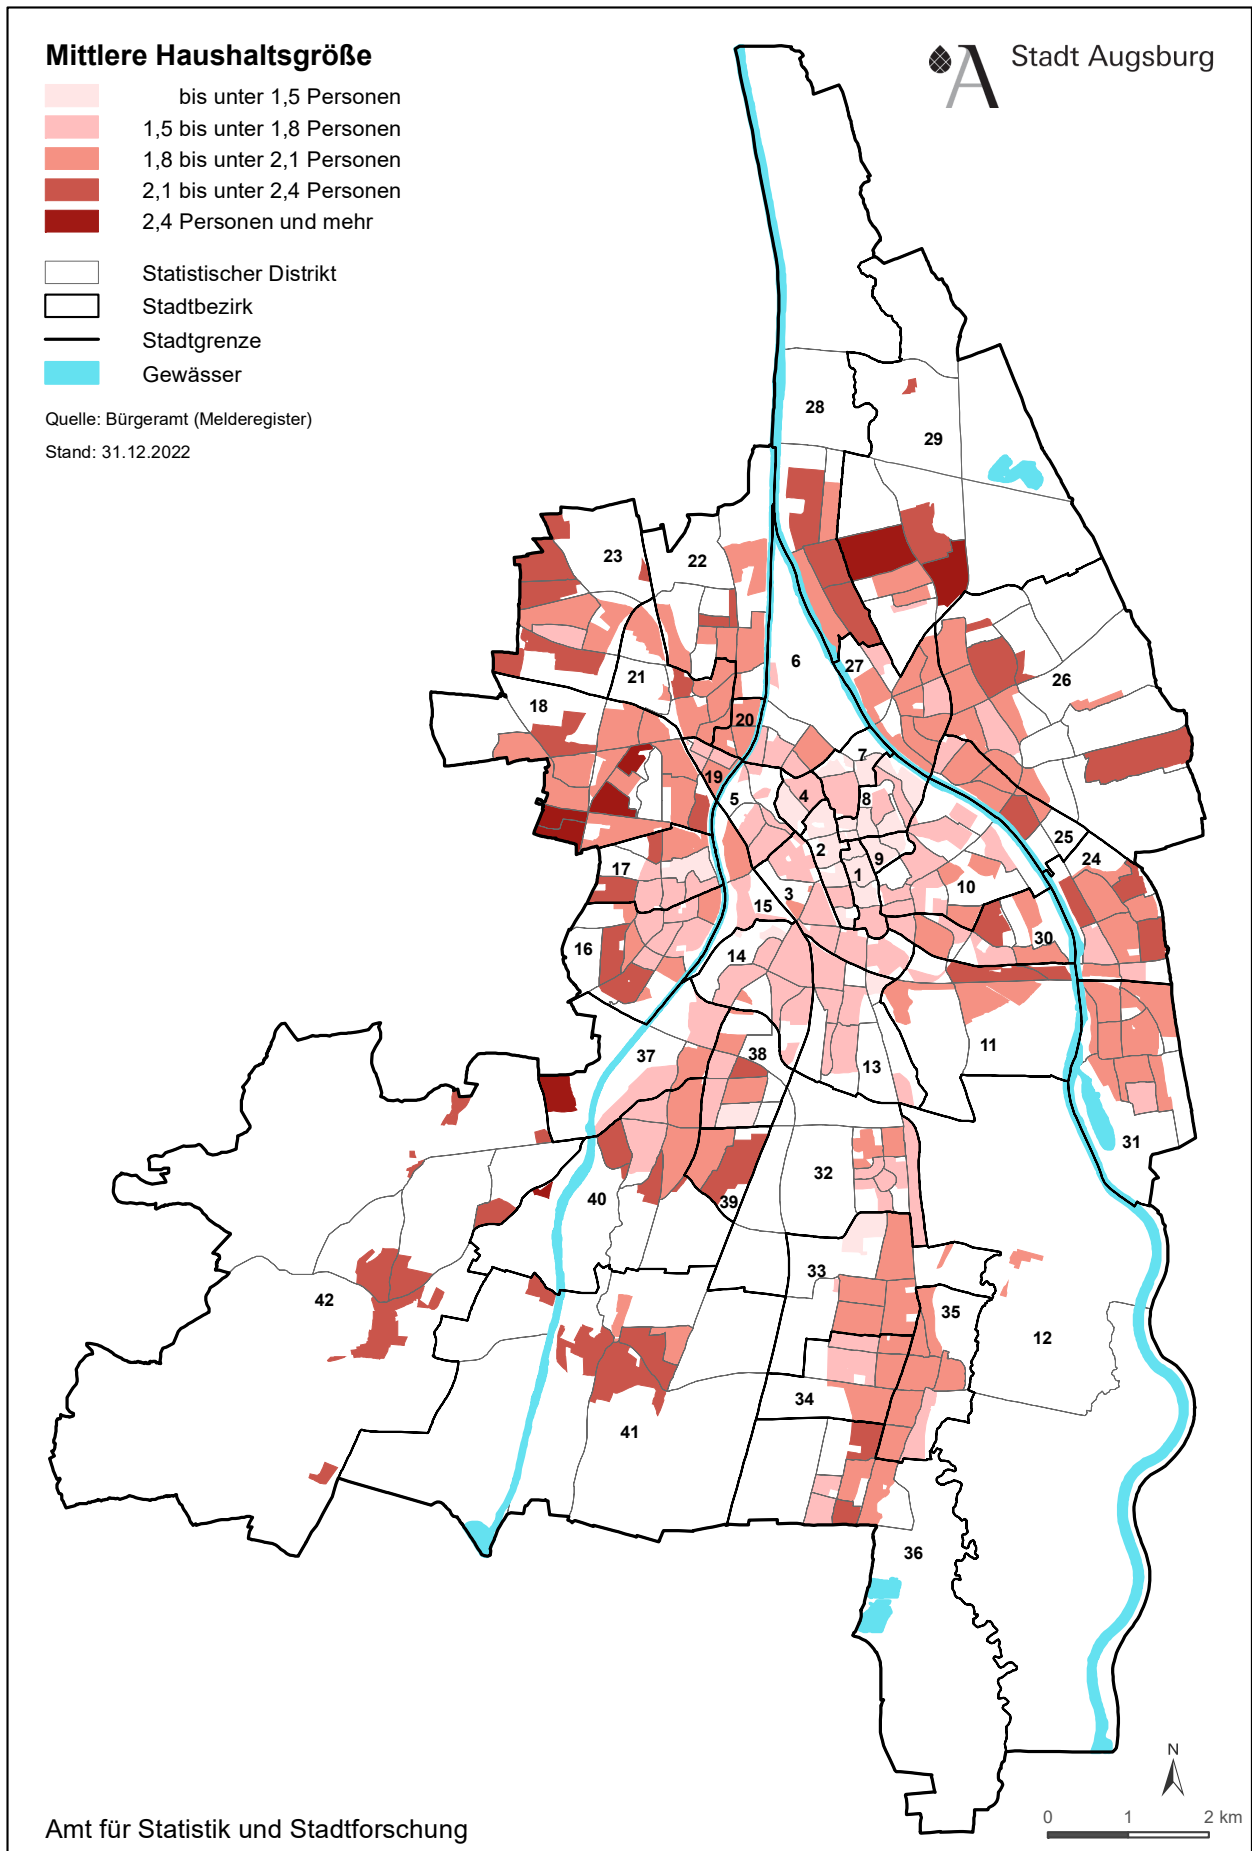 Mittlere Haushaltsgröße
bis unter 1,5 Personen
1,5 bis unter 1,8 Personen
1,8 bis unter 2,1 Personen
2,1 bis unter 2,4 Personen
2,4 Personen und mehr
Statistischer Distrikt
Stadtbezirk
Stadtgrenze
Gewässer
Quelle: Bürgeramt (Melderegister)
Stand: 31.12.2022
A Stadt Augsburg
28
29
23
22
6
27
21
26
18
20
7
19
5
4
8
25
2
9
24
17
1
10
3
15
30
16
14
11
38
37
13
31
32
40
39
33
42
35
12
34
41
36
N
0 1 2 km
Amt für Statistik und Stadtforschung